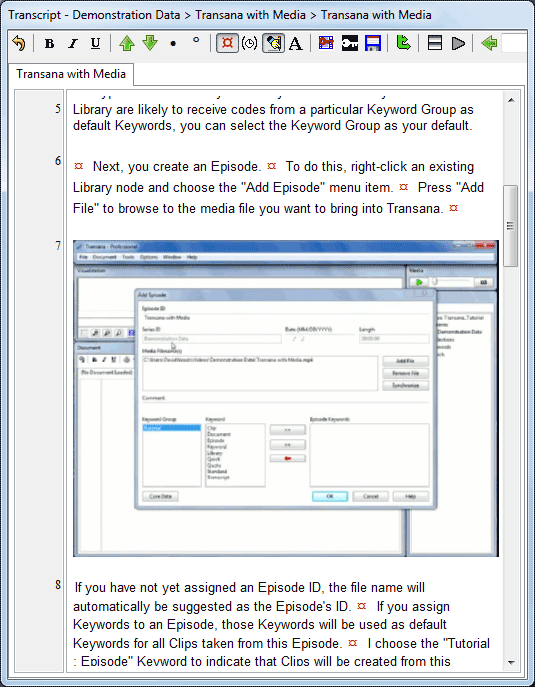 Transcript - Demonstration Data > Transana with Media > Transana with Media
B I U
A
Transana with Media
5 Library are likely to receive codes from a particular Keyword Group as
default Keywords, you can select the Keyword Group as your default.
6 ¤ Next, you create an Episode. ¤ To do this, right-click an existing
Library node and choose the "Add Episode" menu item. ¤ Press "Add
File" to browse to the media file you want to bring into Transana. ¤
7
Transana - Professional
File Document Tools Options Window Help
Visualization
Media
Add Episode
Episode ID
Transana with Media
Series ID Date (MM/DD/YYYY) Length
Demonstration Data / / 00:00:00
Media Filename(s)
C:\Users\DavidWoods\Videos\Demonstration Data\Transana with Media.mp4
Add File
Remove File
Synchronize
Document
(No Document Loaded)
Comment
Keyword Group Keyword Episode Keywords
Clip
Document
Episode
Keyword
Library
Quick
Quote
Standard
Transcript
Core Data OK Cancel Help
Demonstration Data
8 If you have not yet assigned an Episode ID, the file name will
automatically be suggested as the Episode's ID. ¤ If you assign
Keywords to an Episode, those Keywords will be used as default
Keywords for all Clips taken from this Episode. ¤ I choose the "Tutorial
: Episode" Keyword to indicate that Clips will be created from this